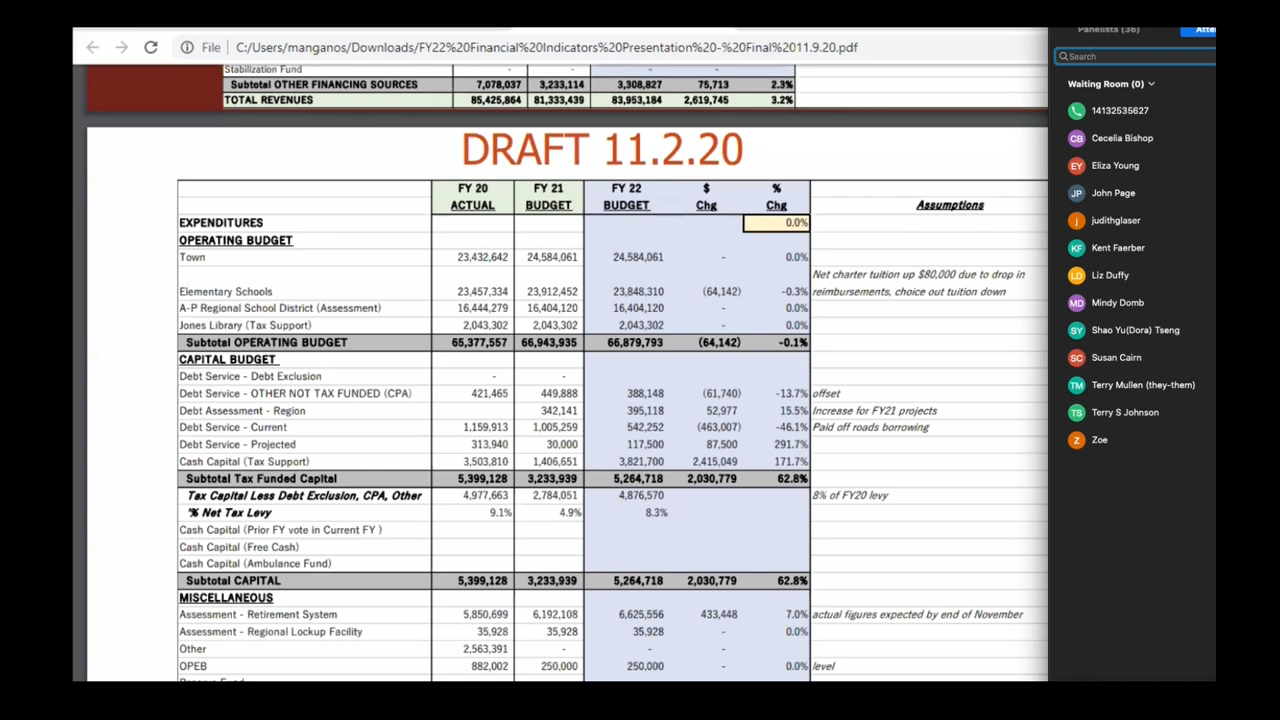 File C:/Users/manganos/Downloads/FY22%20Financial%20Indicators%20Presentation%20-%20Final%2011.9.20.pdf
Stabilization Fund - - - -
Subtotal OTHER FINANCING SOURCES 7,078,037 3,233,114 3,308,827 75,713 2.3%
TOTAL REVENUES 85,425,864 81,333,439 83,953,184 2,619,745 3.2%
DRAFT 11.2.20
FY 20 FY 21 FY 22 $ %
ACTUAL BUDGET BUDGET Chg Chg Assumptions
EXPENDITURES 0.0%
OPERATING BUDGET
Town 23,432,642 24,584,061 24,584,061 - 0.0%
Net charter tuition up $80,000 due to drop in
Elementary Schools 23,457,334 23,912,452 23,848,310 (64,142) -0.3% reimbursements, choice out tuition down
A-P Regional School District (Assessment) 16,444,279 16,404,120 16,404,120 - 0.0%
Jones Library (Tax Support) 2,043,302 2,043,302 2,043,302 - 0.0%
Subtotal OPERATING BUDGET 65,377,557 66,943,935 66,879,793 (64,142) -0.1%
CAPITAL BUDGET
Debt Service - Debt Exclusion - -
Debt Service - OTHER NOT TAX FUNDED (CPA) 421,465 449,888 388,148 (61,740) -13.7% offset
Debt Assessment - Region 342,141 395,118 52,977 15.5% Increase for FY21 projects
Debt Service - Current 1,159,913 1,005,259 542,252 (463,007) -46.1% Paid off roads borrowing
Debt Service - Projected 313,940 30,000 117,500 87,500 291.7%
Cash Capital (Tax Support) 3,503,810 1,406,651 3,821,700 2,415,049 171.7%
Subtotal Tax Funded Capital 5,399,128 3,233,939 5,264,718 2,030,779 62.8%
Tax Capital Less Debt Exclusion, CPA, Other 4,977,663 2,784,051 4,876,570 8% of FY20 levy
'% Net Tax Levy 9.1% 4.9% 8.3%
Cash Capital (Prior FY vote in Current FY )
Cash Capital (Free Cash)
Cash Capital (Ambulance Fund)
Subtotal CAPITAL 5,399,128 3,233,939 5,264,718 2,030,779 62.8%
MISCELLANEOUS
Assessment - Retirement System 5,850,699 6,192,108 6,625,556 433,448 7.0% actual figures expected by end of November
Assessment - Regional Lockup Facility 35,928 35,928 35,928 - 0.0%
Other 2,563,391 - - -
OPEB 882,002 250,000 250,000 - 0.0% level
Panelists (36)
Search
Waiting Room (0)
14132535627
CB Cecelia Bishop
EY Eliza Young
JP John Page
j judithglaser
KF Kent Faerber
LD Liz Duffy
MD Mindy Domb
SY Shao Yu(Dora) Tseng
SC Susan Cairn
TM Terry Mullen (they-them)
TS Terry S Johnson
Z Zoe